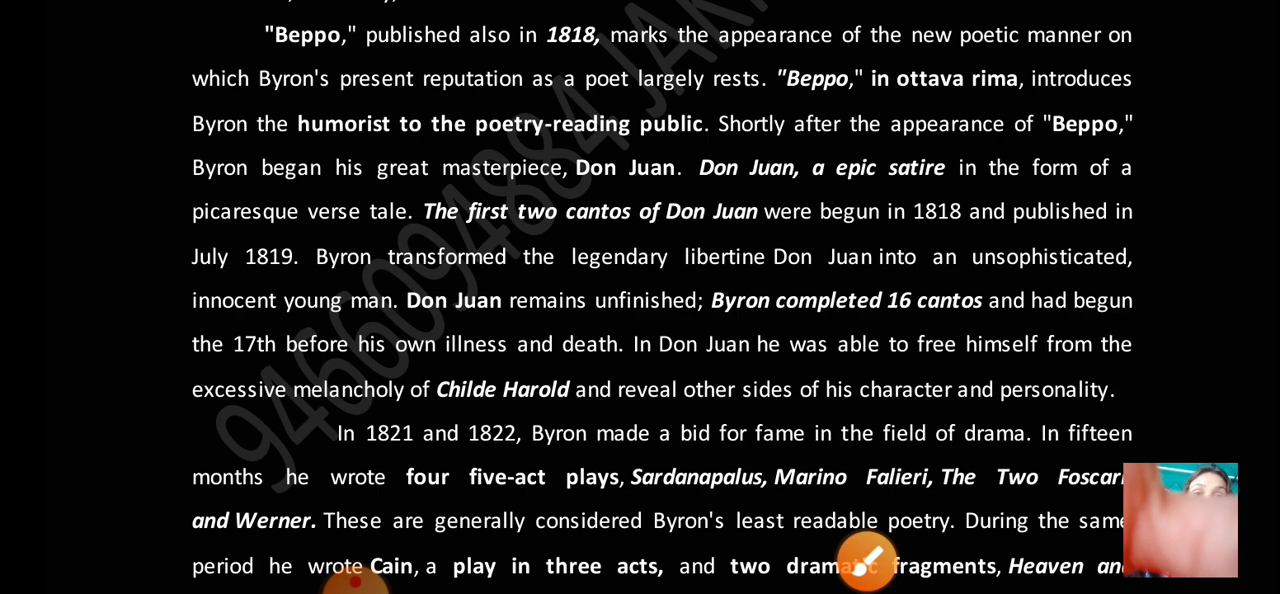 "Beppo," published also in 1818, marks the appearance of the new poetic manner on
which Byron's present reputation as a poet largely rests. "Beppo," in ottava rima, introduces
Byron the humorist to the poetry-reading public. Shortly after the appearance of "Beppo,"
Byron began his great masterpiece, Don Juan. Don Juan, a epic satire in the form of a
picaresque verse tale. The first two cantos of Don Juan were begun in 1818 and published in
July 1819. Byron transformed the legendary libertine Don Juan into an unsophisticated,
innocent young man. Don Juan remains unfinished; Byron completed 16 cantos and had begun
the 17th before his own illness and death. In Don Juan he was able to free himself from the
excessive melancholy of Childe Harold and reveal other sides of his character and personality.
In 1821 and 1822, Byron made a bid for fame in the field of drama. In fifteen
months he wrote four five-act plays, Sardanapalus, Marino Falieri, The Two Foscari
and Werner. These are generally considered Byron's least readable poetry. During the same
period he wrote Cain, a play in three acts, and two dramatic fragments, Heaven and
9466094884